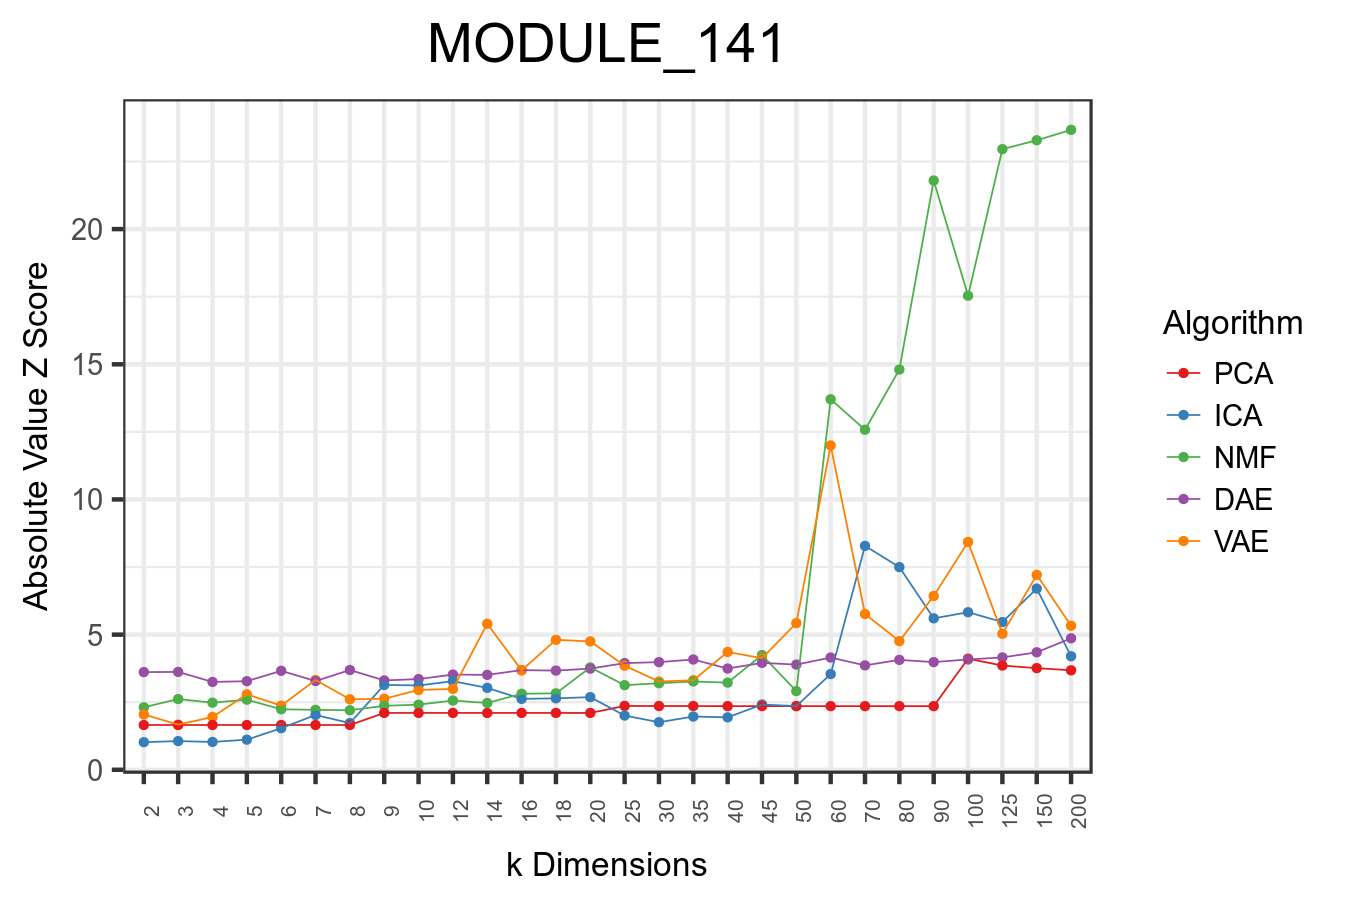 MODULE_141
Absolute Value Z Score
20
15
10
5
0
2 3 4 5 6 7 8 9 10 12 14 16 18 20 25 30 35 40 45 50 60 70 80 90 100 125 150 200
k Dimensions
Algorithm
PCA
ICA
NMF
DAE
VAE